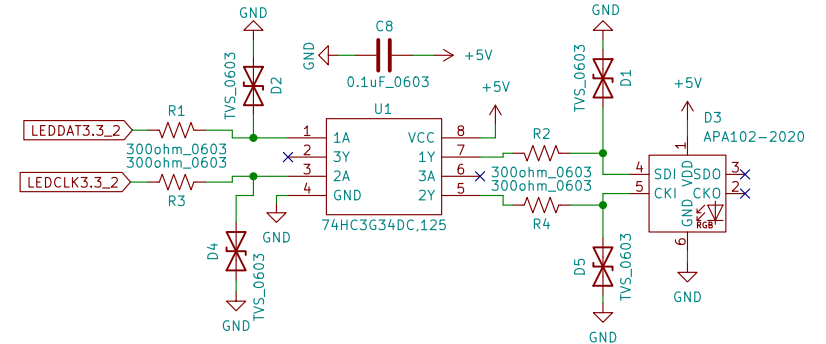 GND
GND
C8
GND
+5V
0.1uF_0603
TVS_0603
D2
TVS_0603
D1
+5V
+5V
U1
D3
APA102-2020
R1
LEDDAT3.3_2
300ohm_0603
300ohm_0603
LEDCLK3.3_2
R3
1
1A
2
3Y
3
2A
4
GND
VCC
8
1Y
7
3A
6
2Y
5
74HC3G34DC,125
R2
300ohm_0603
300ohm_0603
R4
1
VDD
4
SDI
SDO
3
5
CKI
CKO
2
GND
RGB
6
GND
D4
TVS_0603
GND
D5
TVS_0603
GND
GND